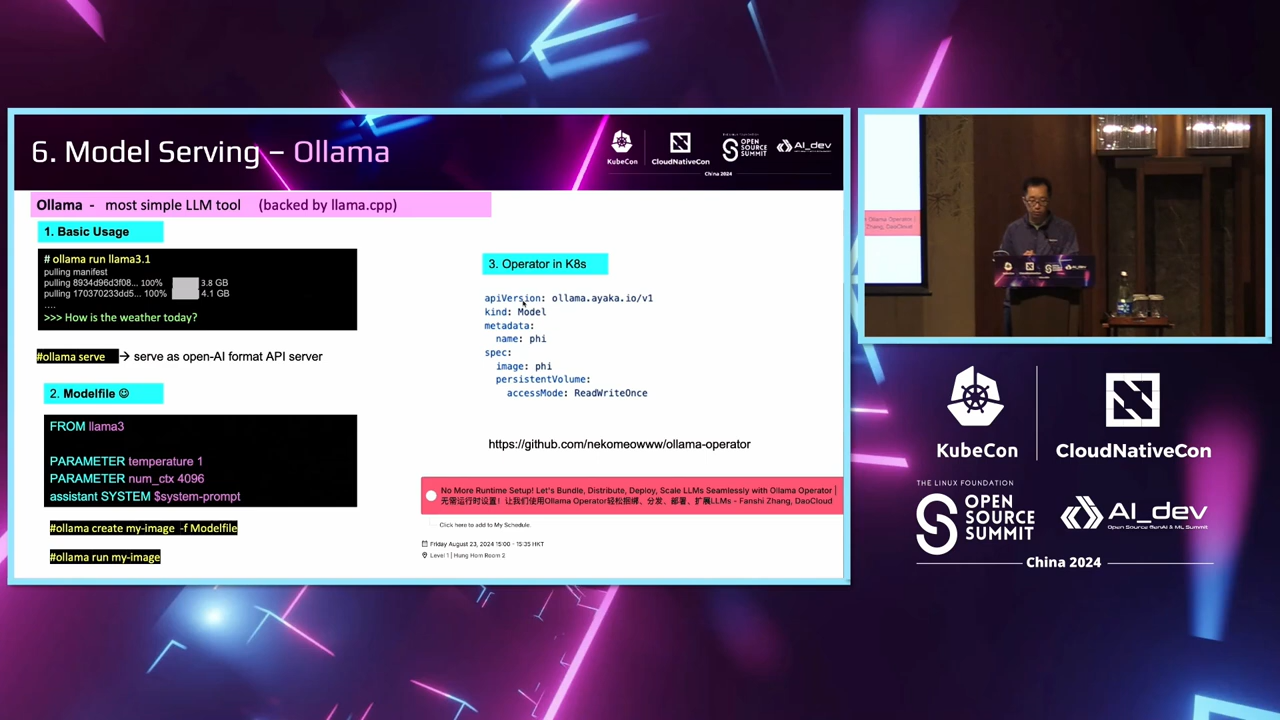 6. Model Serving – Ollama
KubeCon
CloudNativeCon
OPEN
SOURCE
SUMMIT
AI_dev
China 2024
Ollama - most simple LLM tool (backed by llama.cpp)
1. Basic Usage
# ollama run llama3.1
pulling manifest
pulling 8934d96d3f08... 100% 3.8 GB
pulling 170370233dd5... 100% 4.1 GB
....
>>> How is the weather today?
#ollama serve → serve as open-AI format API server
2. Modelfile ☺
FROM llama3
PARAMETER temperature 1
PARAMETER num_ctx 4096
assistant SYSTEM $system-prompt
#ollama create my-image -f Modelfile
#ollama run my-image
3. Operator in K8s
apiVersion: ollama.ayaka.io/v1
kind: Model
metadata:
name: phi
spec:
image: phi
persistentVolume:
accessMode: ReadWriteOnce
https://github.com/nekomeowww/ollama-operator
No More Runtime Setup! Let's Bundle, Distribute, Deploy, Scale LLMs Seamlessly with Ollama Operator |
无需运行时设置！让我们使用Ollama Operator轻松捆绑、分发、部署、扩展LLMs - Fanshi Zhang, DaoCloud
Click here to add to My Schedule.
Friday August 23, 2024 15:00 - 15:35 HKT
Level 1 | Hung Hom Room 2
Ollama Operator |
Zhang, DaoCloud
KubeCon
CloudNativeCon
THE LINUX FOUNDATION
OPEN
SOURCE
SUMMIT
AI_dev
Open Source GenAI & ML Summit
China 2024